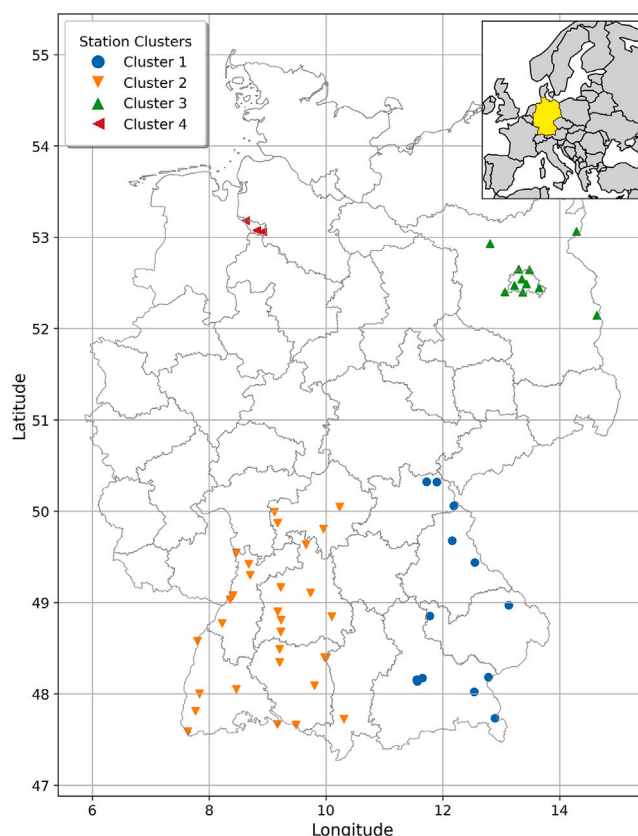 Station Clusters
Cluster 1
Cluster 2
Cluster 3
Cluster 4
55
54
53
52
51
50
49
48
47
Latitude
6 8 10 12 14
Longitude